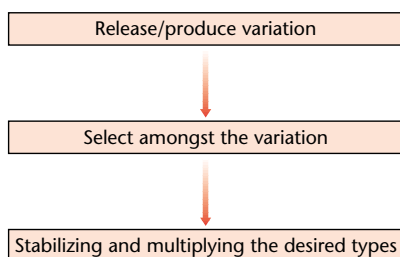 Release/produce variation
Select amongst the variation
Stabilizing and multiplying the desired types